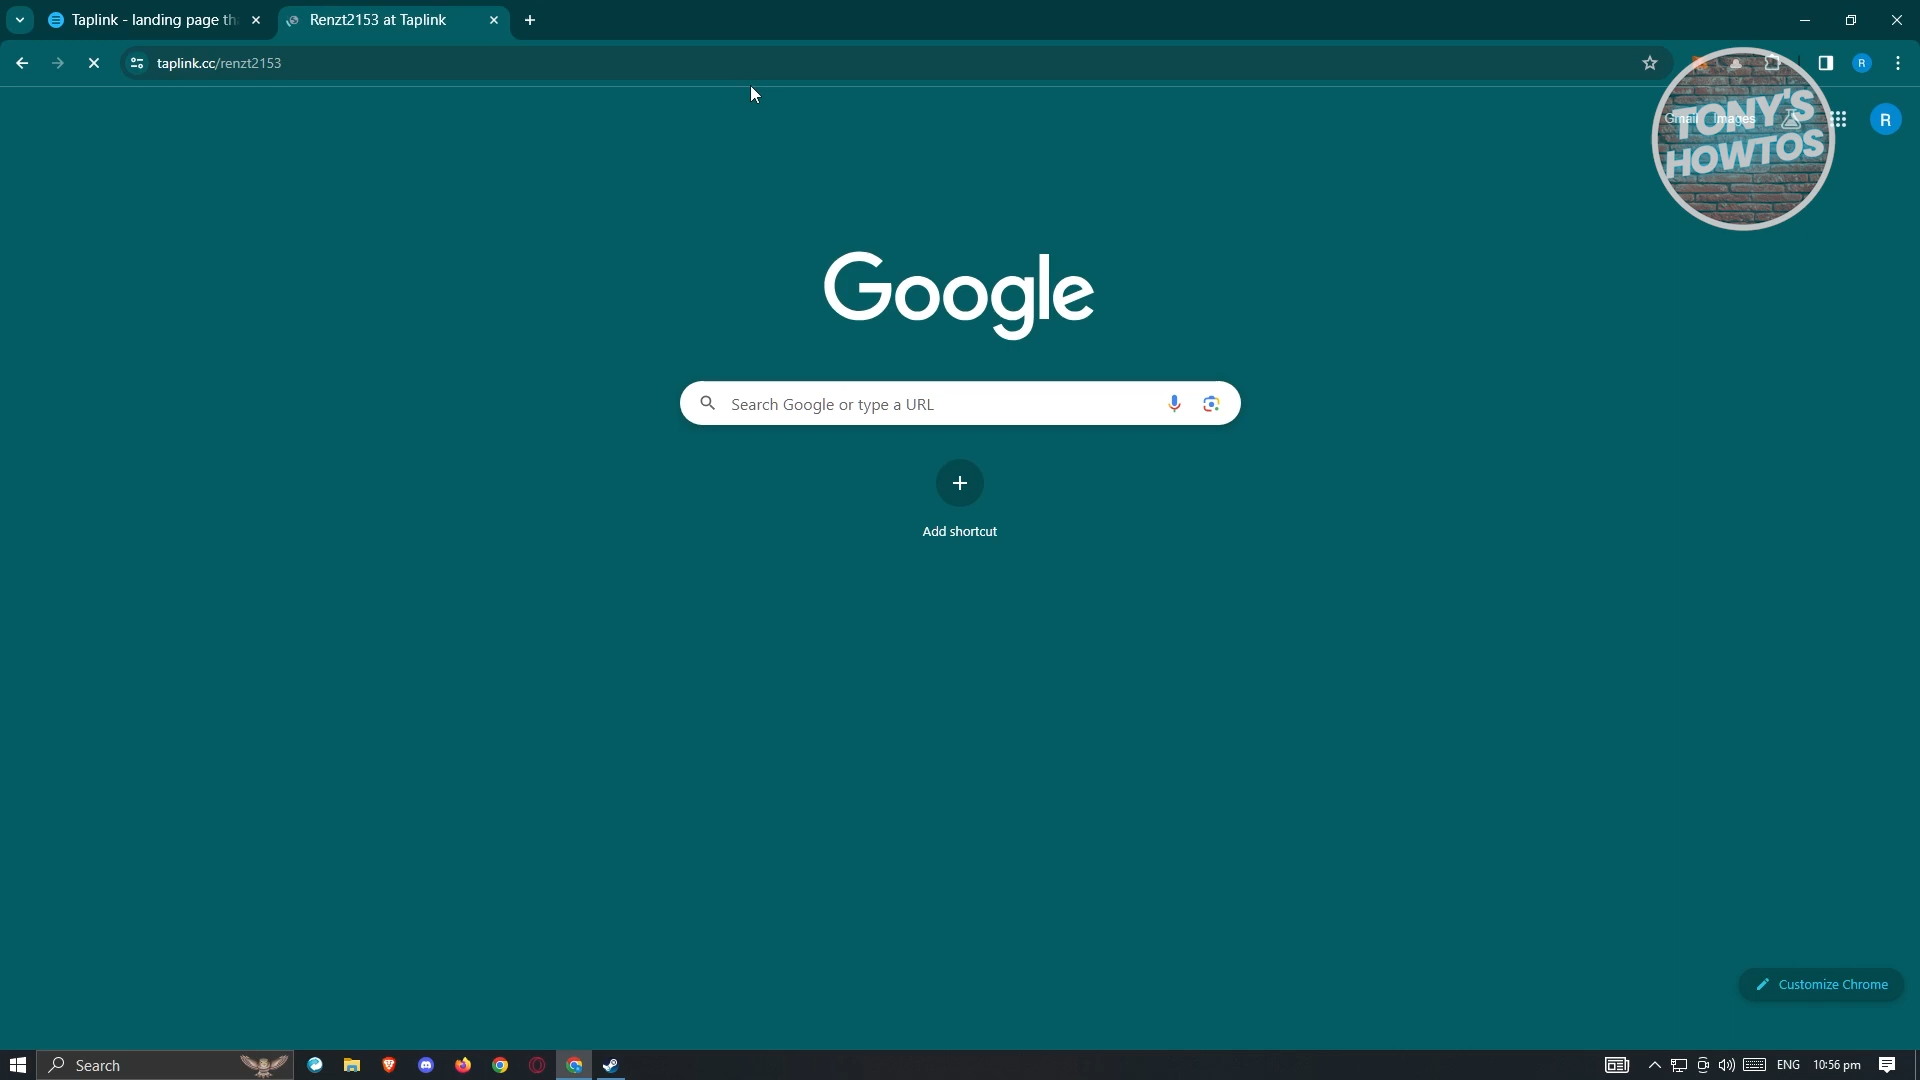 Taplink - landing page th
Renzt2153 at Taplink
taplink.cc/renzt2153
R
Gmail
Images
R
TONY'S
HOWTOS
Google
Search Google or type a URL
Add shortcut
Customize Chrome
Search
ENG
10:56 pm